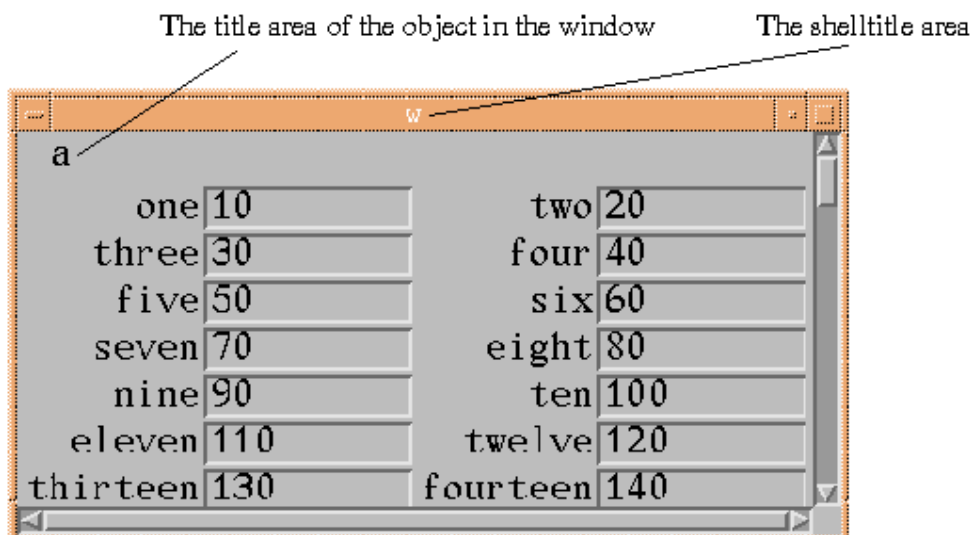 The title area of the object in the window The shelltitle area
w
a
one 10 two 20
three 30 four 40
five 50 six 60
seven 70 eight 80
nine 90 ten 100
eleven 110 twelve 120
thirteen 130 fourteen 140